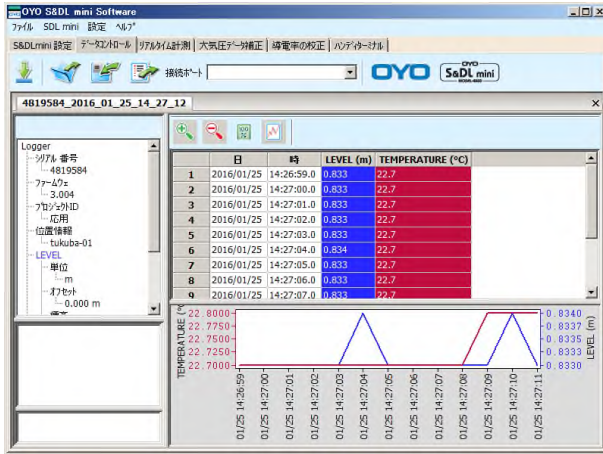 OYO S&DL mini Software
ファイル SDL mini 設定 ヘルプ
S&DLmini 設定 データコントロール リアルタイム計測 大気圧データ補正 導電率の校正 ハンディターミナル
接続ポート
OYO
OYO
S&DL mini
4819584_2016_01_25_14_27_12
Logger
シリアル 番号
4819584
ファームウェ
3.004
プロジェクトID
応用
位置情報
tukuba-01
LEVEL
単位
m
オフセット
0.000 m
100
%
日 時 LEVEL (m) TEMPERATURE (°C)
1 2016/01/25 14:26:59.0 0.833 22.7
2 2016/01/25 14:27:00.0 0.833 22.7
3 2016/01/25 14:27:01.0 0.833 22.7
4 2016/01/25 14:27:02.0 0.833 22.7
5 2016/01/25 14:27:03.0 0.833 22.7
6 2016/01/25 14:27:04.0 0.834 22.7
7 2016/01/25 14:27:05.0 0.833 22.7
8 2016/01/25 14:27:06.0 0.833 22.7
9 2016/01/25 14:27:07.0 0.833 22.7
TEMPERATURE (°C
22.8000
22.7750
22.7500
22.7250
22.7000
0.8340
0.8337
0.8335
0.8333
0.8330
LEVEL (m)
01/25 14:26:59
01/25 14:27:00
01/25 14:27:01
01/25 14:27:02
01/25 14:27:03
01/25 14:27:04
01/25 14:27:05
01/25 14:27:06
01/25 14:27:07
01/25 14:27:08
01/25 14:27:09
01/25 14:27:10
01/25 14:27:11